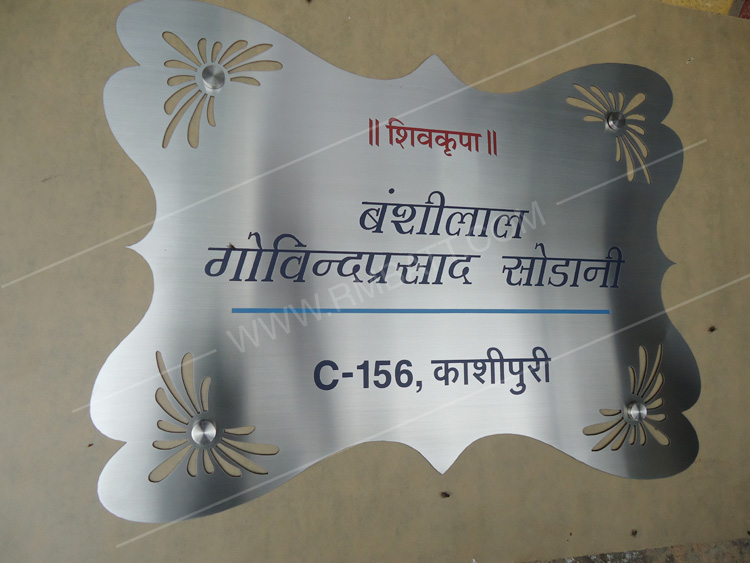 ॥ शिवकृपा ॥
बंशीलाल
गोविन्दप्रसाद सोडानी
C-156, काशीपुरी